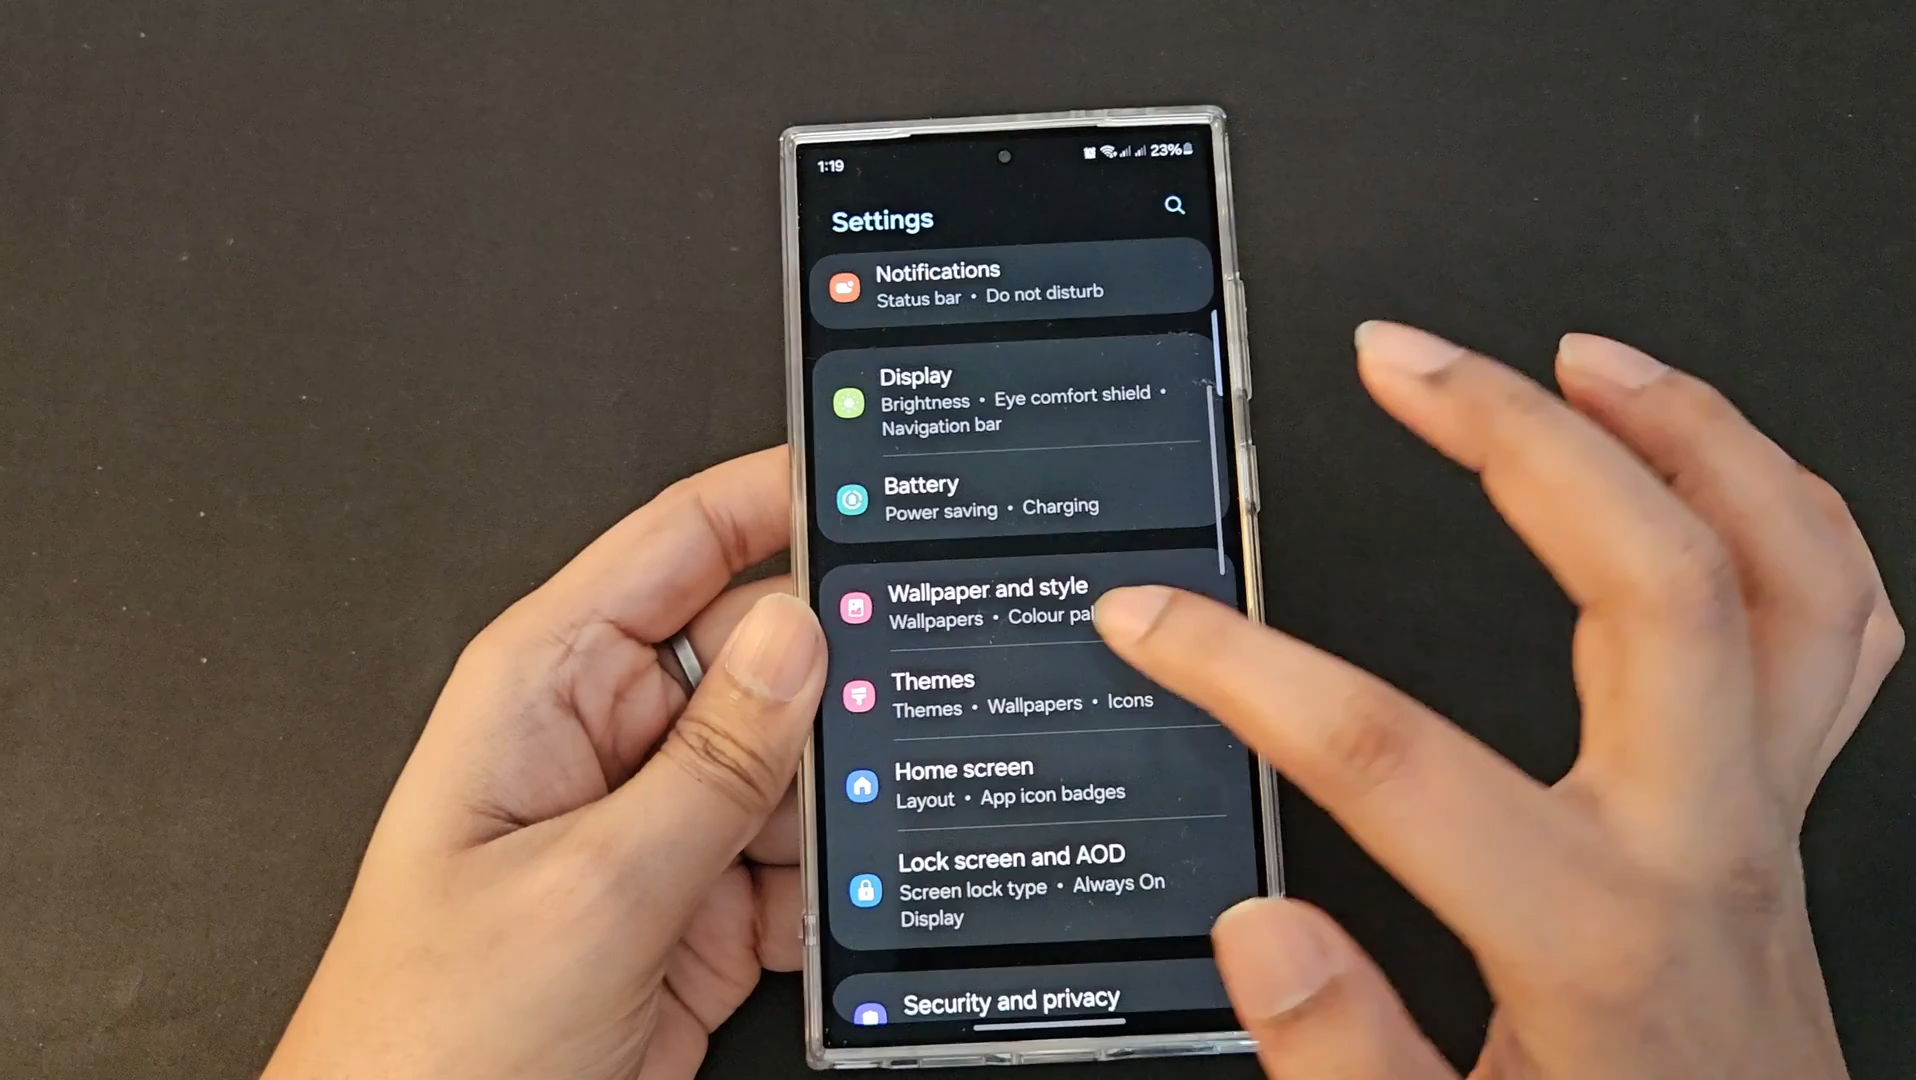 1:19
23%
Settings
Notifications
Status bar • Do not disturb
Display
Brightness • Eye comfort shield •
Navigation bar
Battery
Power saving • Charging
Wallpaper and style
Wallpapers • Colour pal
Themes
Themes • Wallpapers • Icons
Home screen
Layout • App icon badges
Lock screen and AOD
Screen lock type • Always On
Display
Security and privacy